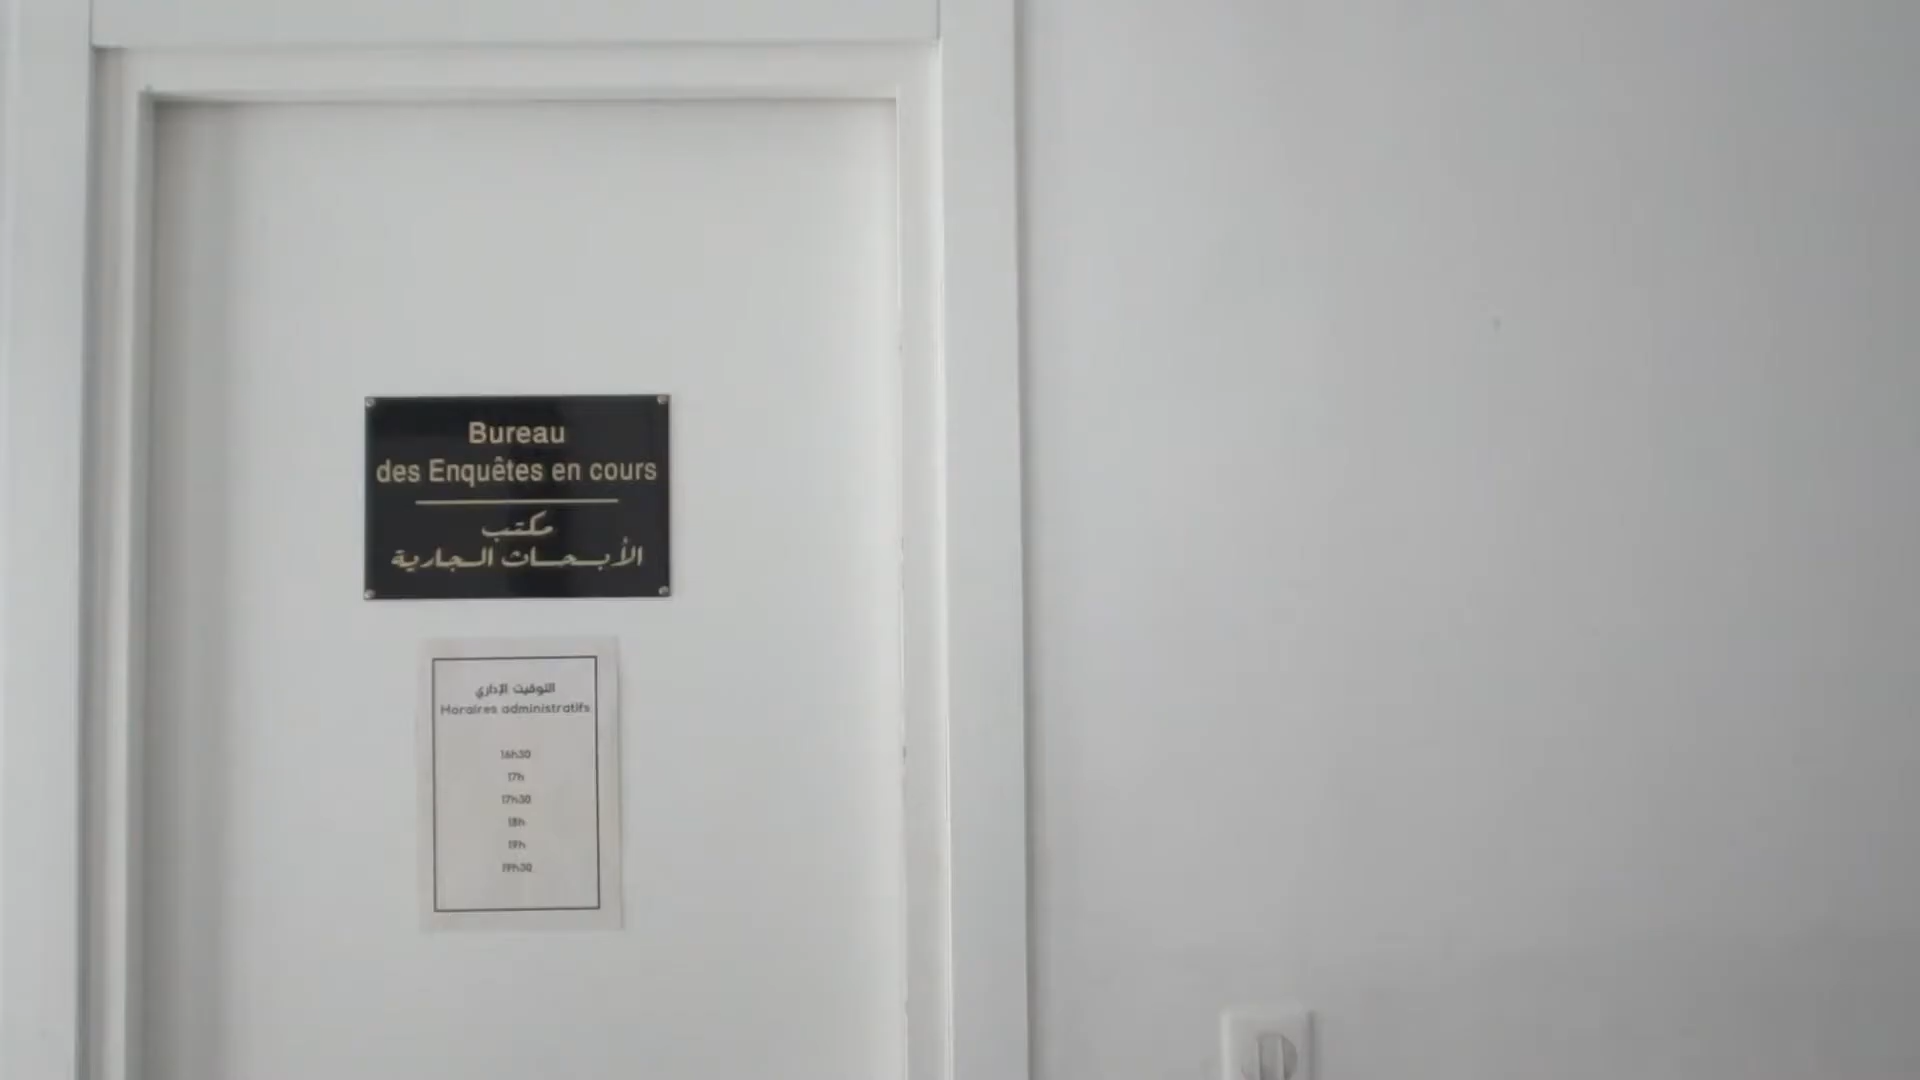 Bureau
des Enquêtes en cours
مكتب
الأبحاث الجارية
التوقيت الإداري
Horaires administratifs
16h30
17h
17h30
18h
19h
19h30